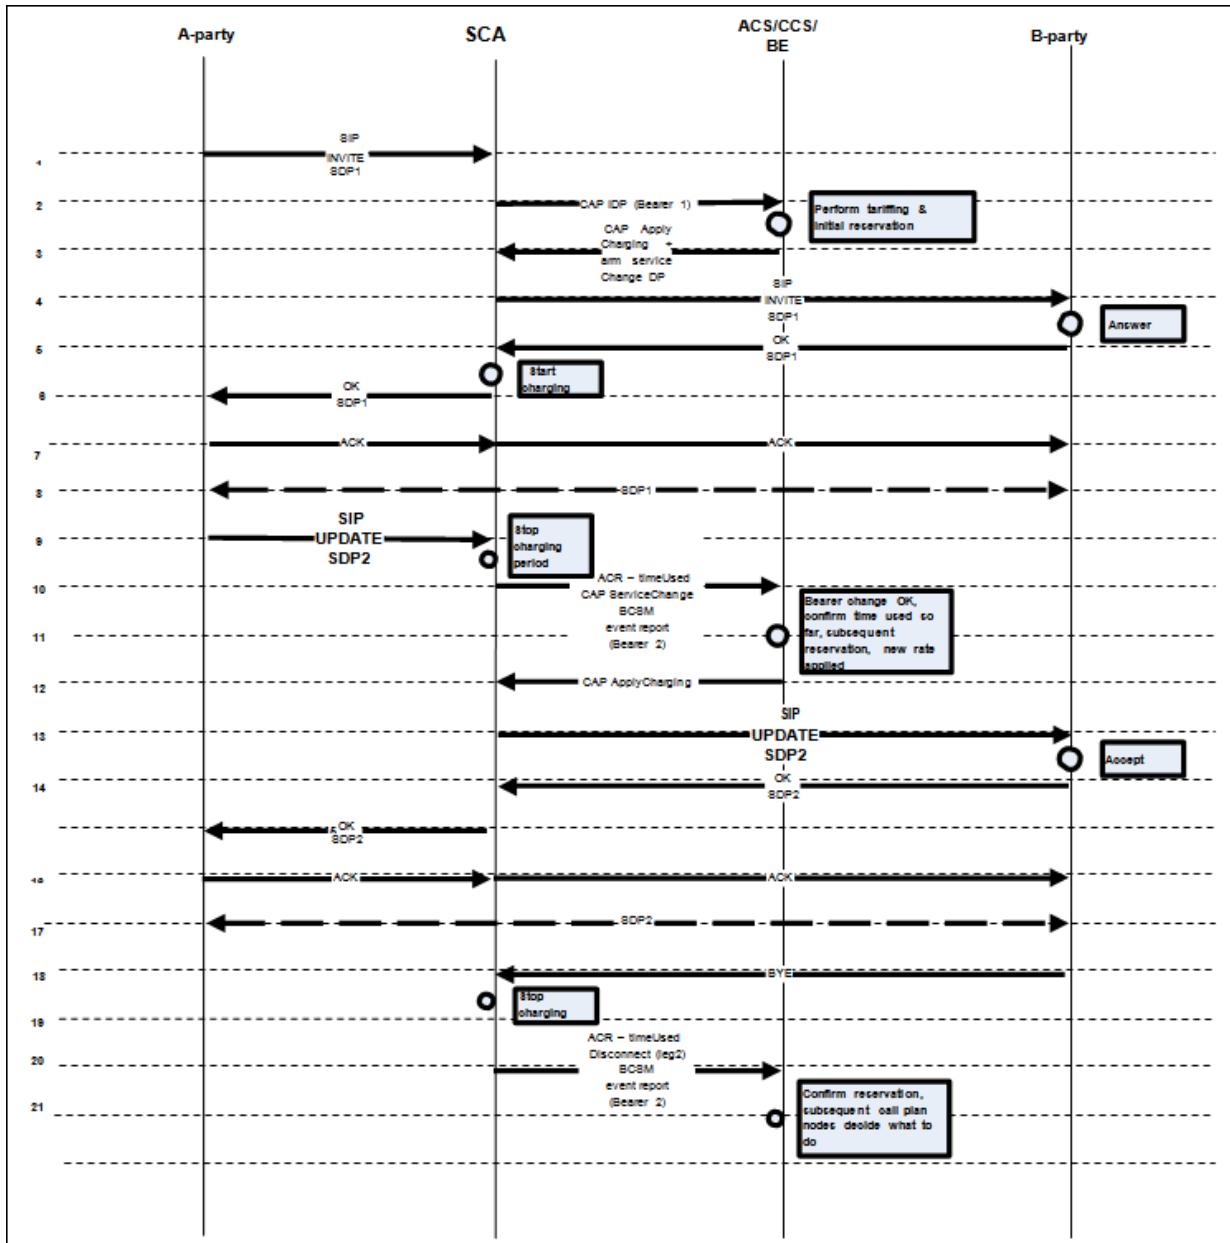 A-party
SCA
ACS/CCS/
BE
B-party
SIP
INVITE
SDP1
1
2
CAP IDP (Bearer 1)
Perform tariffing &
initial reservation
CAP Apply
Charging +
arm service
Change DP
3
SIP
INVITE
SDP1
4
Answer
OK
SDP1
5
Start
charging
OK
SDP1
6
ACK
ACK
7
SDP1
8
SIP
UPDATE
SDP2
9
Stop
charging
period
10
ACR – timeUsed
CAP ServiceChange
BCSM
event report
(Bearer 2)
Bearer change OK,
confirm time used so
far, subsequent
reservation, new rate
applied
11
CAP ApplyCharging
12
SIP
UPDATE
SDP2
13
Accept
OK
SDP2
14
OK
SDP2
ACK
ACK
16
SDP2
17
BYE
18
Stop
charging
19
ACR – timeUsed
Disconnect (leg2)
BCSM
event report
(Bearer 2)
20
Confirm reservation,
subsequent call plan
nodes decide what to
do
21